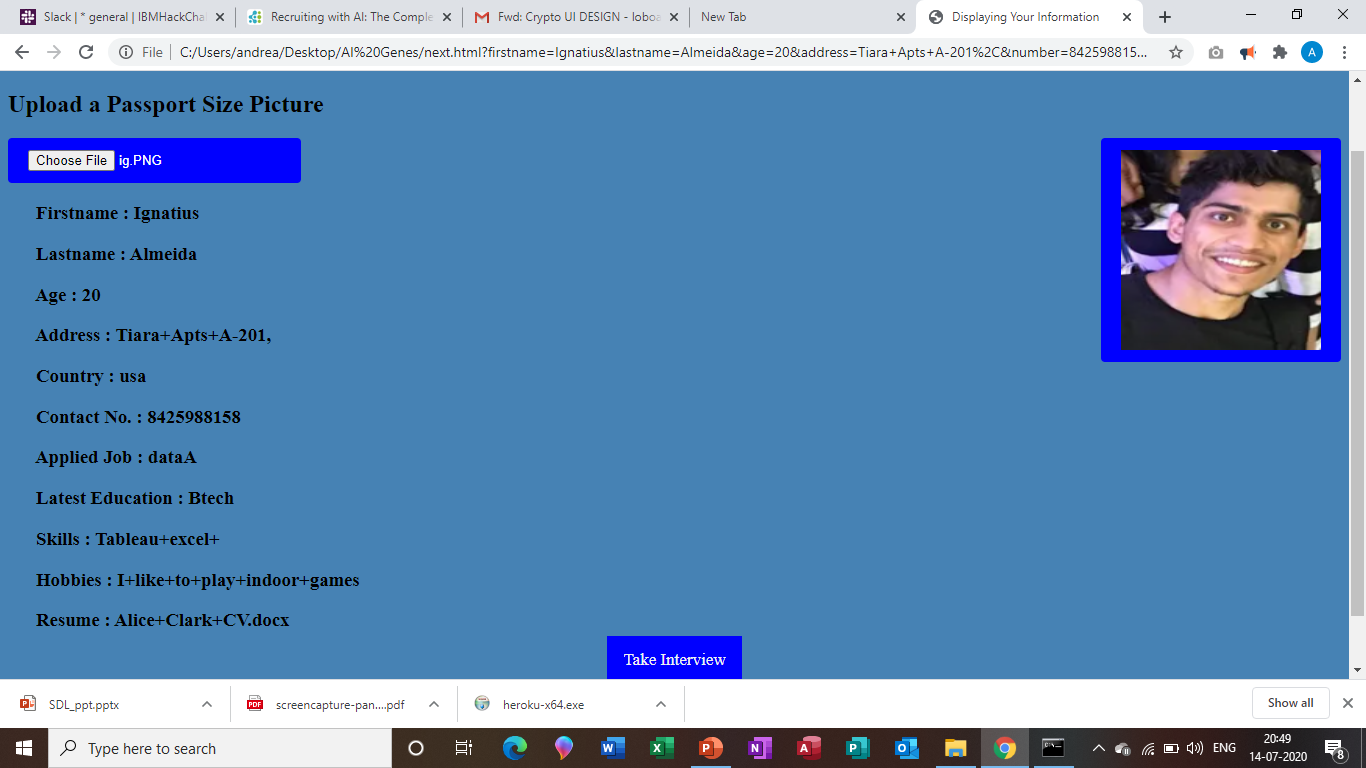 Slack | * general | IBMHackCha
Recruiting with AI: The Comple
Fwd: Crypto UI DESIGN - loboa
New Tab
Displaying Your Information
File
C:/Users/andrea/Desktop/AI%20Genes/next.html?firstname=Ignatius&lastname=Almeida&age=20&address=Tiara+Apts+A-201%2C&number=842598815...
A
Upload a Passport Size Picture
Choose File ig.PNG
Firstname : Ignatius
Lastname : Almeida
Age : 20
Address : Tiara+Apts+A-201,
Country : usa
Contact No. : 8425988158
Applied Job : dataA
Latest Education : Btech
Skills : Tableau+excel+
Hobbies : I+like+to+play+indoor+games
Resume : Alice+Clark+CV.docx
Take Interview
SDL_ppt.pptx
screencapture-pan....pdf
heroku-x64.exe
Show all
Type here to search
ENG
20:49
14-07-2020
8